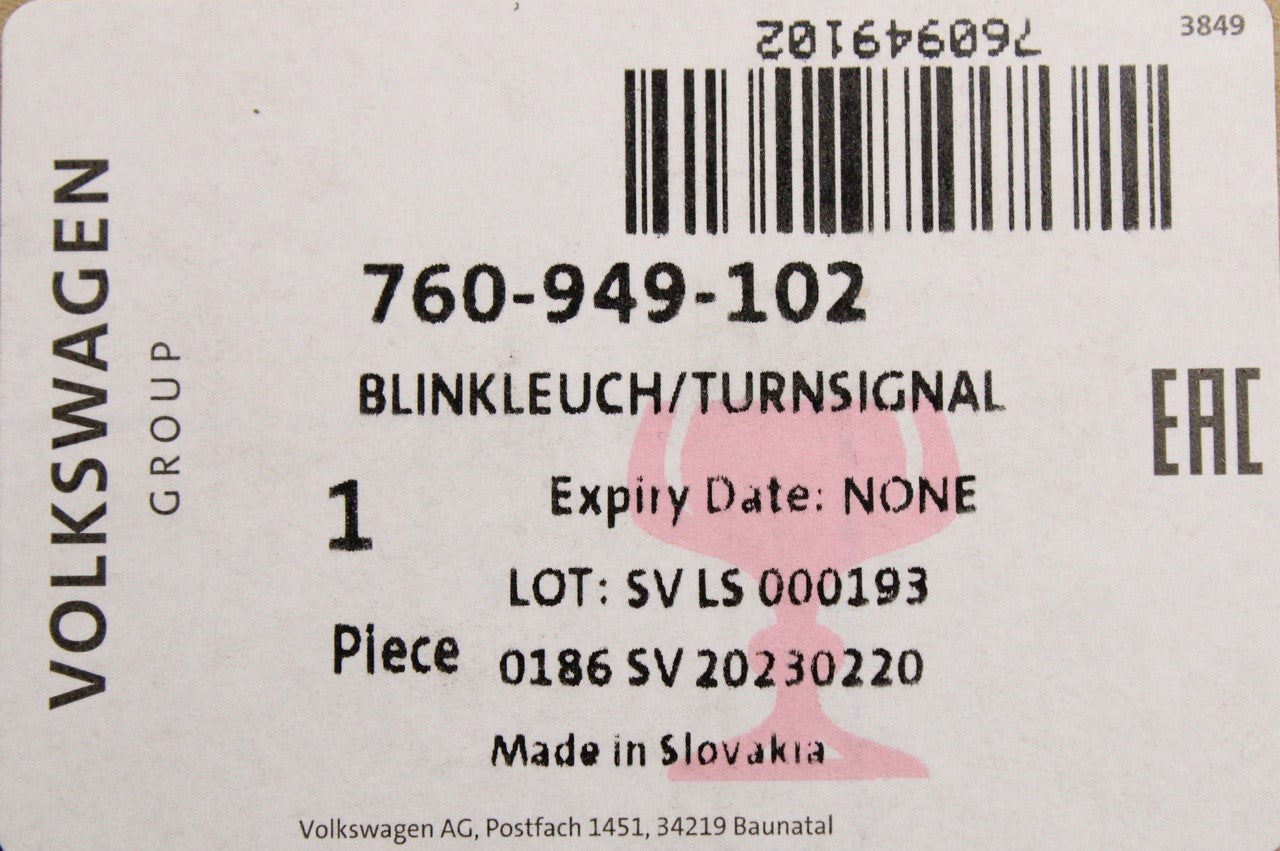 3849
760949102
VOLKSWAGEN
GROUP
760-949-102
BLINKLEUCH/TURNSIGNAL
EAC
1
Expiry Date: NONE
LOT: SV LS 000193
Piece
0186 SV 20230220
Made in Slovakia
Volkswagen AG, Postfach 1451, 34219 Baunatal